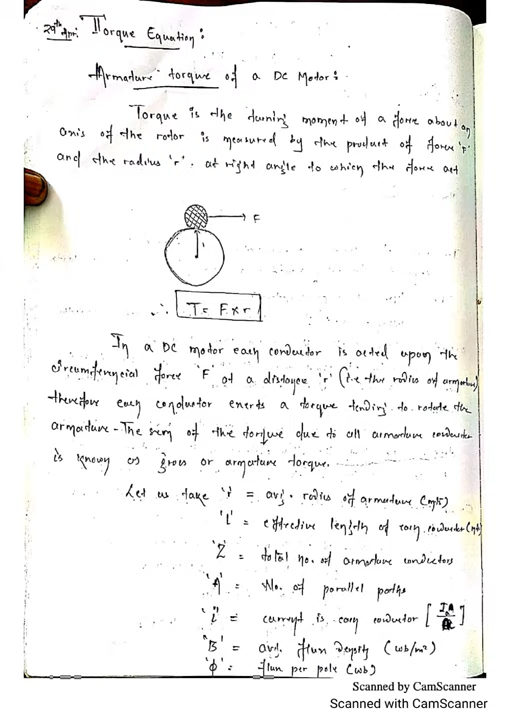 29th Apr. Torque Equation:
Armature torque of a DC Motor:
Torque is the turning moment of a force about an
axis of the rotor is measured by the product of force 'F'
and the radius 'r'. at right angle to which the force act
F
r
∴ T = F × r
In a DC motor each conductor is acted upon the
circumferencial force 'F' at a distance 'r' (i.e the radius of armature)
therefore each conductor enerts a torque tending to rotate the
armature - The sum of the torque due to all armature conductor
is known as gross or armature torque.
Let us take 'r' = avg. radius of armature (mts)
'L' = effective length of each conductor (mt)
'Z' = total no. of armature conductors
'A' = No. of parallel paths
'i' = current is each conductor
'B' = avg. flux density (wb/m²)
'Φ' = flux per pole (wb)
Scanned by CamScanner
Scanned with CamScanner